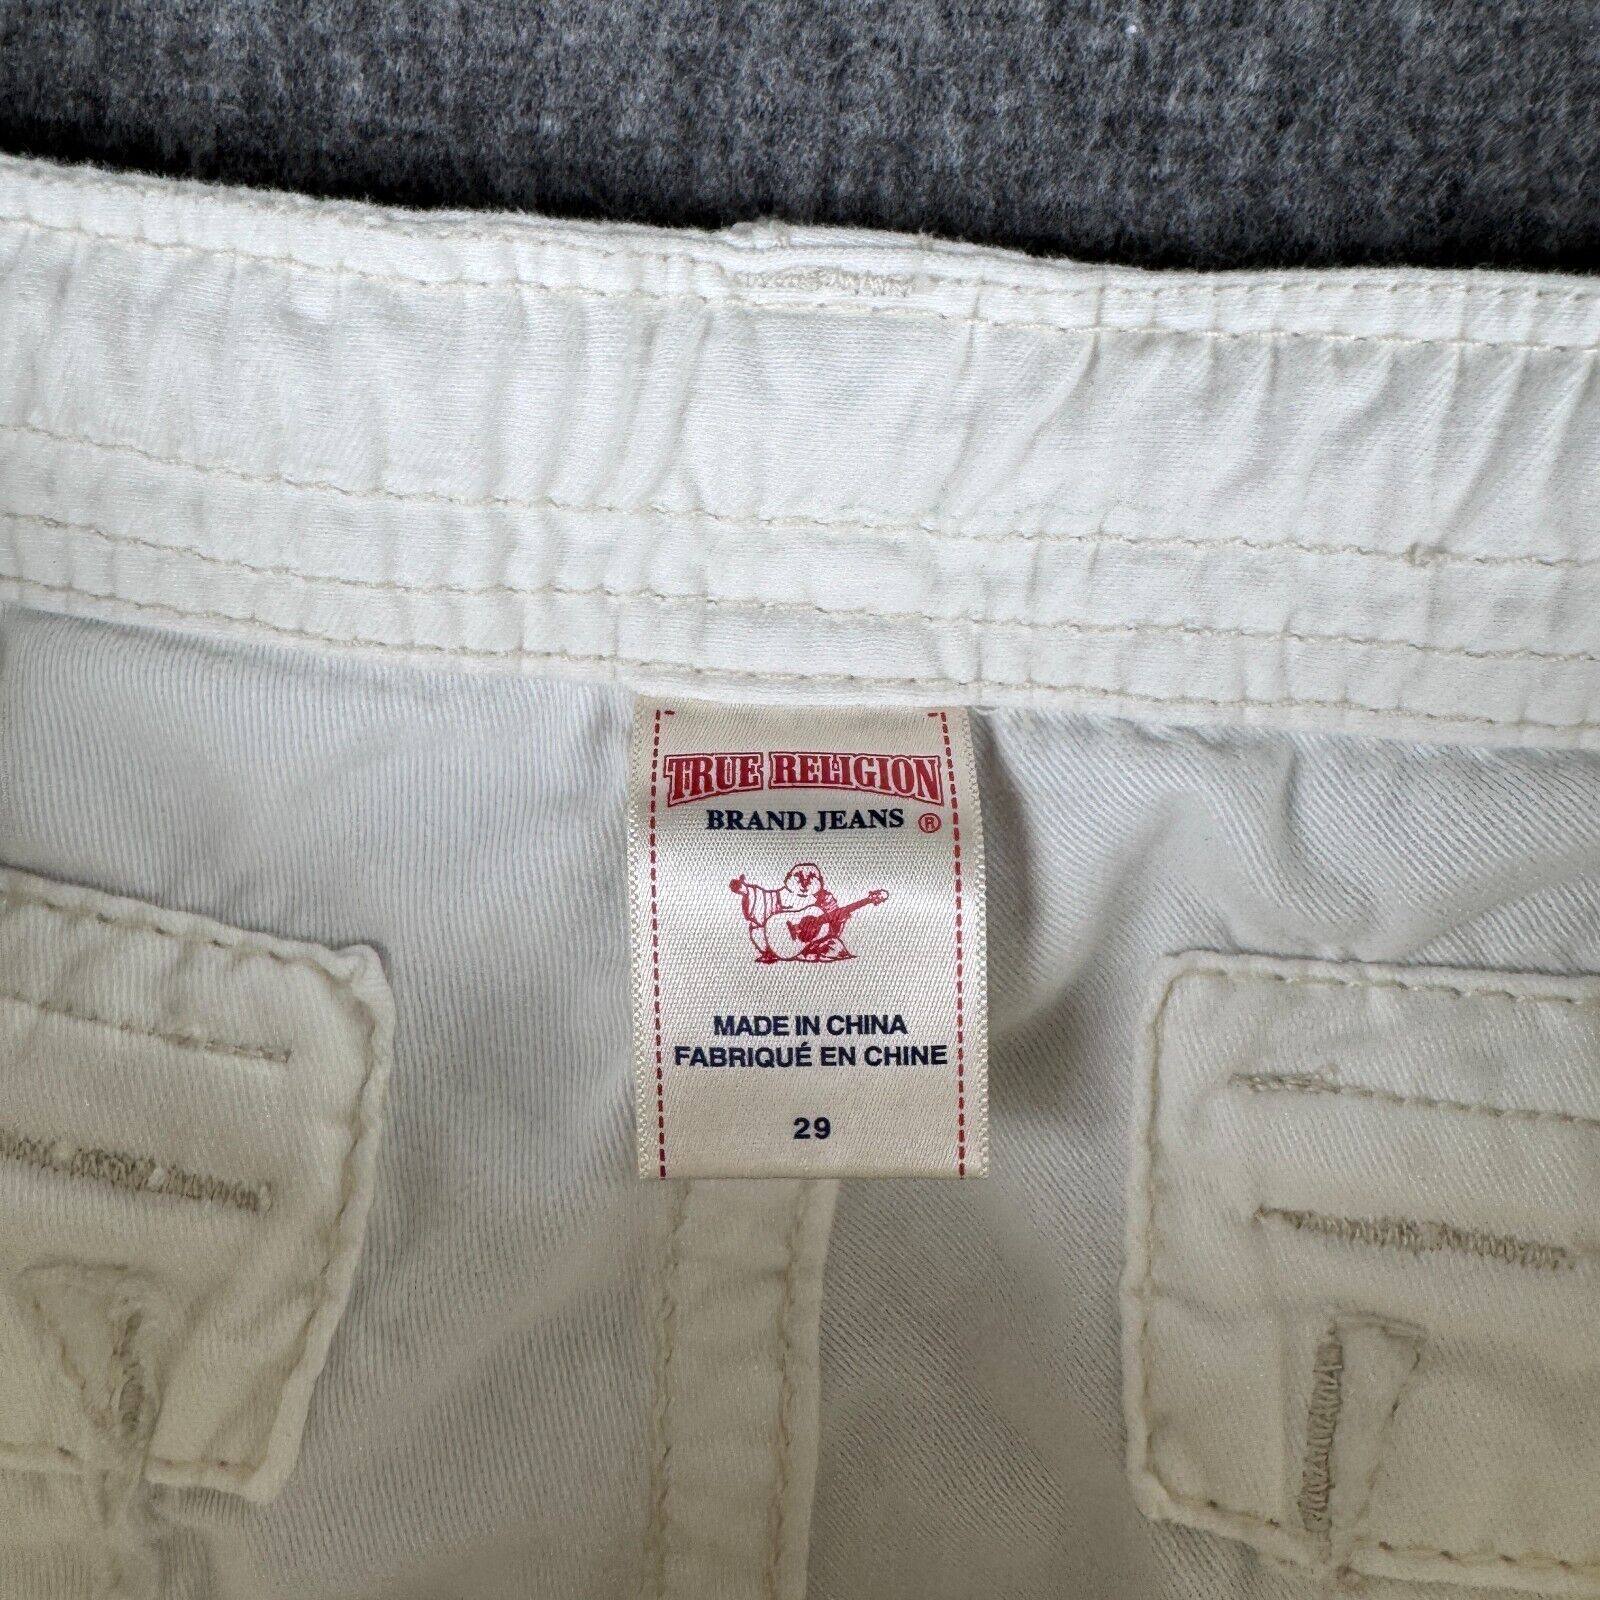 TRUE RELIGION
BRAND JEANS ®
MADE IN CHINA
FABRIQUÉ EN CHINE
29